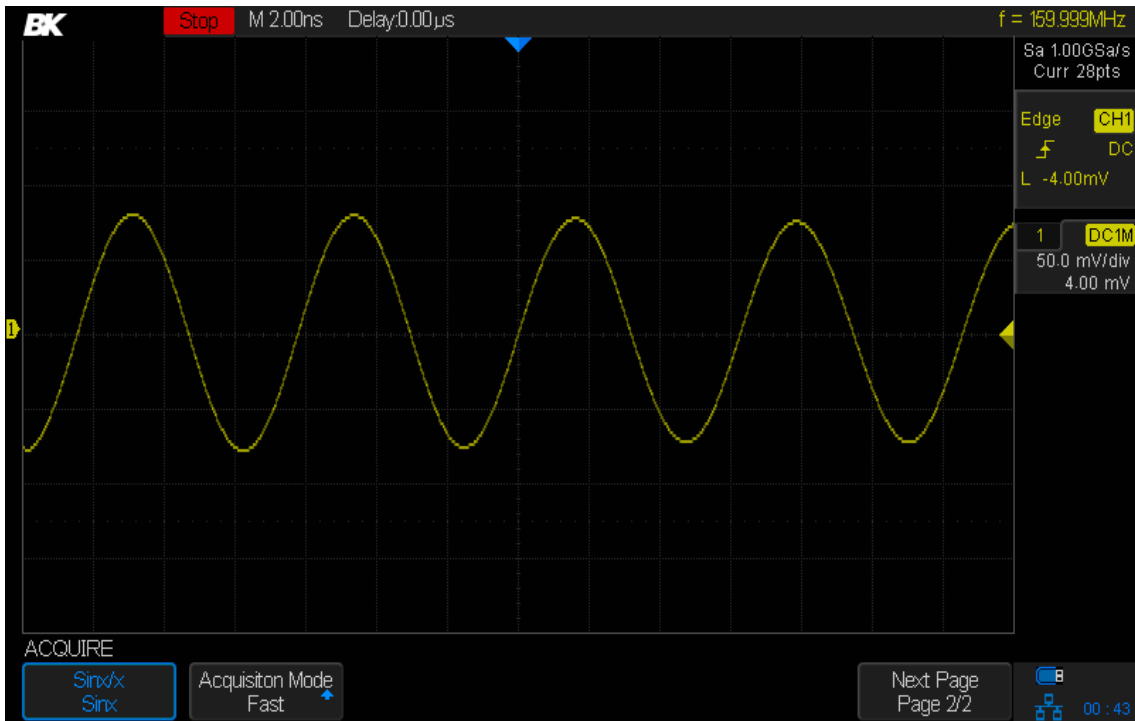 BK Stop M 2.00ns Delay:0.00µs f = 159.999MHz
Sa 1.00GSa/s
Curr 28pts
Edge CH1
DC
L -4.00mV
1 DC1M
50.0 mV/div
4.00 mV
1
ACQUIRE
Sinx/x
Sinx
Acquisiton Mode
Fast
Next Page
Page 2/2
00:43